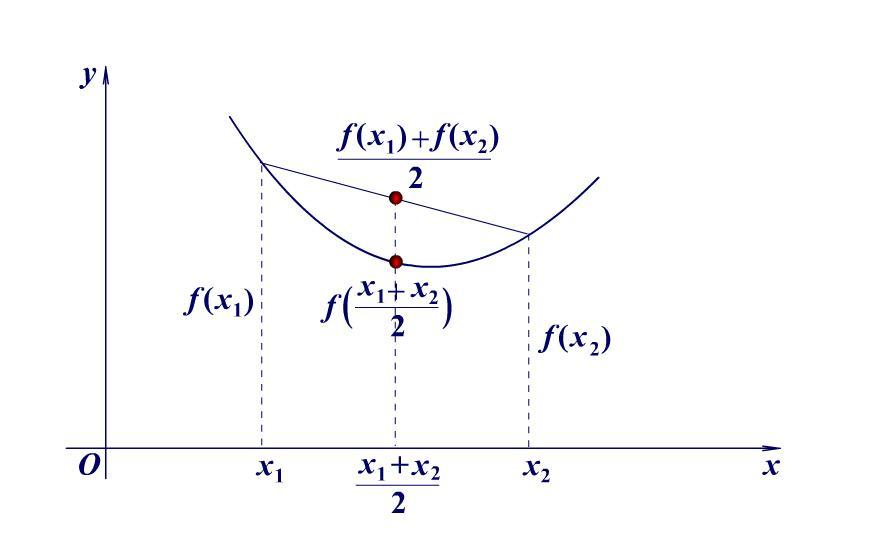 y
f(x₁)+f(x₂)
2
f(x₁)
f(x₁+x₂
2)
f(x₂)
O
x₁
x₁+x₂
2
x₂
x